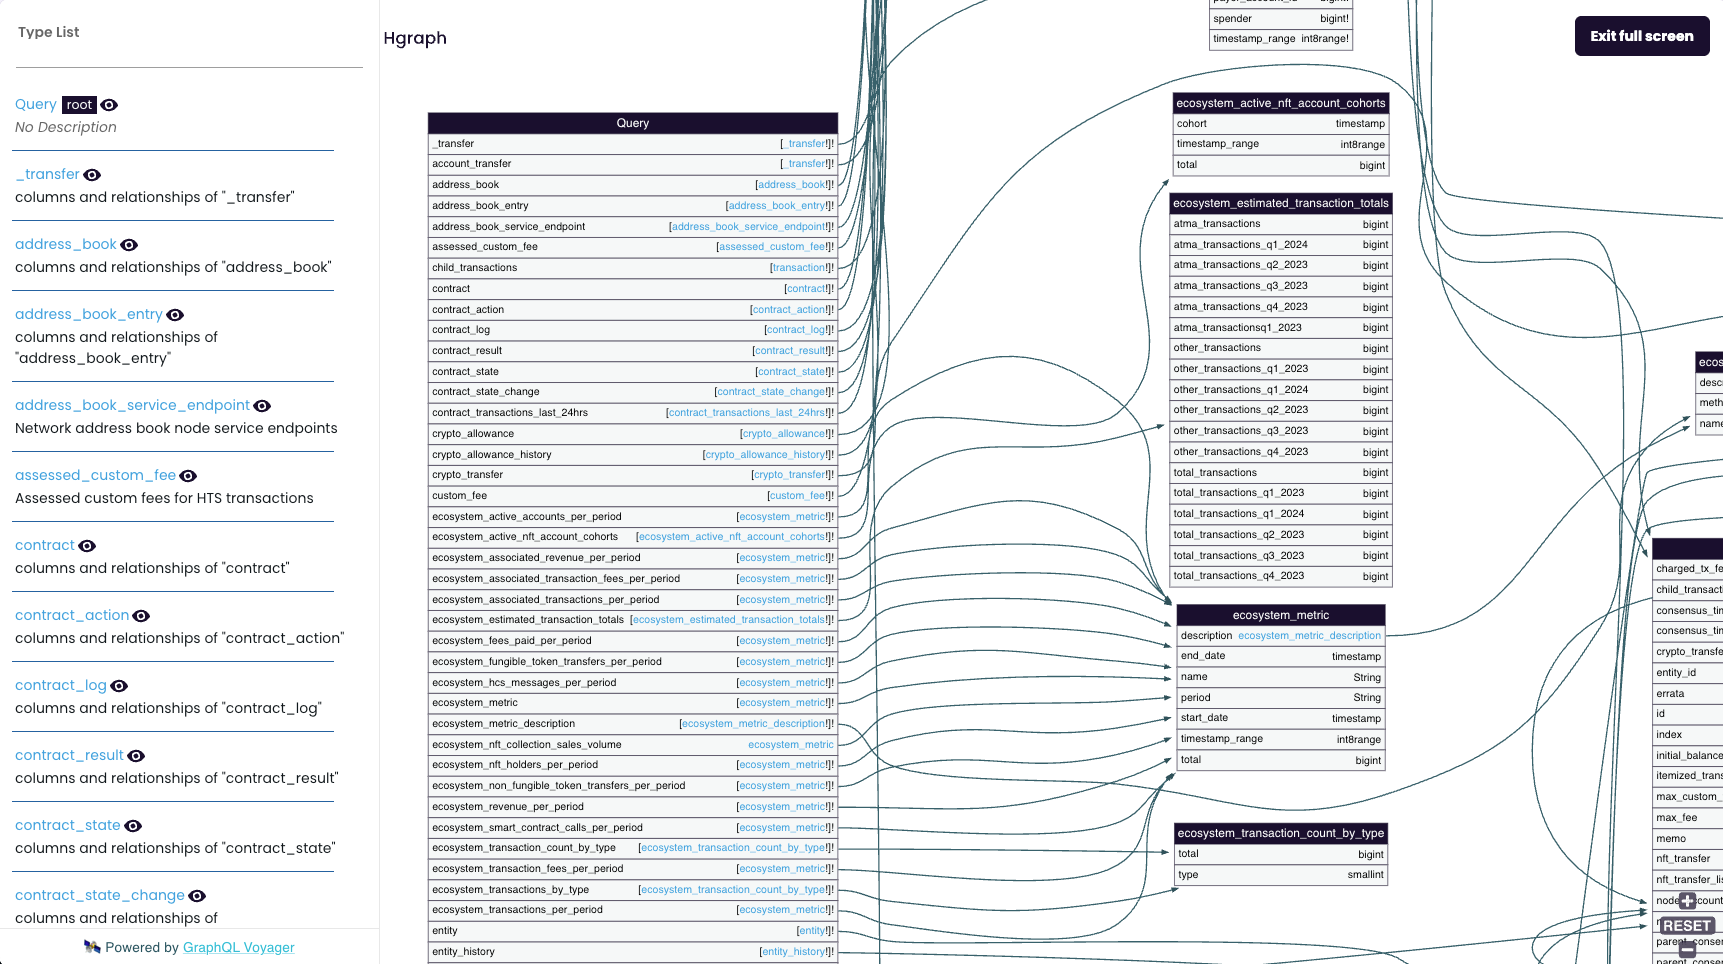 Type List
Query root
No Description
_transfer
columns and relationships of "_transfer"
address_book
columns and relationships of "address_book"
address_book_entry
columns and relationships of
"address_book_entry"
address_book_service_endpoint
Network address book node service endpoints
assessed_custom_fee
Assessed custom fees for HTS transactions
contract
columns and relationships of "contract"
contract_action
columns and relationships of "contract_action"
contract_log
columns and relationships of "contract_log"
contract_result
columns and relationships of "contract_result"
contract_state
columns and relationships of "contract_state"
contract_state_change
columns and relationships of
Powered by GraphQL Voyager
Hgraph
Exit full screen
Query
_transfer [_transfer!]!
account_transfer [_transfer!]!
address_book [address_book!]!
address_book_entry [address_book_entry!]!
address_book_service_endpoint [address_book_service_endpoint!]!
assessed_custom_fee [assessed_custom_fee!]!
child_transactions [transaction!]!
contract [contract!]!
contract_action [contract_action!]!
contract_log [contract_log!]!
contract_result [contract_result!]!
contract_state [contract_state!]!
contract_state_change [contract_state_change!]!
contract_transactions_last_24hrs [contract_transactions_last_24hrs!]!
crypto_allowance [crypto_allowance!]!
crypto_allowance_history [crypto_allowance_history!]!
crypto_transfer [crypto_transfer!]!
custom_fee [custom_fee!]!
ecosystem_active_accounts_per_period [ecosystem_metric!]!
ecosystem_active_nft_account_cohorts [ecosystem_active_nft_account_cohorts!]!
ecosystem_associated_revenue_per_period [ecosystem_metric!]!
ecosystem_associated_transaction_fees_per_period [ecosystem_metric!]!
ecosystem_associated_transactions_per_period [ecosystem_metric!]!
ecosystem_estimated_transaction_totals [ecosystem_estimated_transaction_totals!]!
ecosystem_fees_paid_per_period [ecosystem_metric!]!
ecosystem_fungible_token_transfers_per_period [ecosystem_metric!]!
ecosystem_hcs_messages_per_period [ecosystem_metric!]!
ecosystem_metric [ecosystem_metric!]!
ecosystem_metric_description [ecosystem_metric_description!]!
ecosystem_nft_collection_sales_volume ecosystem_metric
ecosystem_nft_holders_per_period [ecosystem_metric!]!
ecosystem_non_fungible_token_transfers_per_period [ecosystem_metric!]!
ecosystem_revenue_per_period [ecosystem_metric!]!
ecosystem_smart_contract_calls_per_period [ecosystem_metric!]!
ecosystem_transaction_count_by_type [ecosystem_transaction_count_by_type!]!
ecosystem_transaction_fees_per_period [ecosystem_metric!]!
ecosystem_transactions_by_type [ecosystem_transaction_count_by_type!]!
ecosystem_transactions_per_period [ecosystem_metric!]!
entity [entity!]!
entity_history [entity_history!]!
spender bigint!
timestamp_range int8range!
ecosystem_active_nft_account_cohorts
cohort timestamp
timestamp_range int8range
total bigint
ecosystem_estimated_transaction_totals
atma_transactions bigint
atma_transactions_q1_2024 bigint
atma_transactions_q2_2023 bigint
atma_transactions_q3_2023 bigint
atma_transactions_q4_2023 bigint
atma_transactionsq1_2023 bigint
other_transactions bigint
other_transactions_q1_2023 bigint
other_transactions_q1_2024 bigint
other_transactions_q2_2023 bigint
other_transactions_q3_2023 bigint
other_transactions_q4_2023 bigint
total_transactions bigint
total_transactions_q1_2023 bigint
total_transactions_q1_2024 bigint
total_transactions_q2_2023 bigint
total_transactions_q3_2023 bigint
total_transactions_q4_2023 bigint
ecosystem_metric
description ecosystem_metric_description
end_date timestamp
name String
period String
start_date timestamp
timestamp_range int8range
total bigint
ecosystem_transaction_count_by_type
total bigint
type smallint
ecos
desc
meth
name
charged_tx_fe
child_transacti
consensus_tin
consensus_tin
crypto_transfe
entity_id
errata
id
index
initial_balance
itemized_trans
max_custom_
max_fee
memo
nft_transfer
nft_transfer_lis
RESET